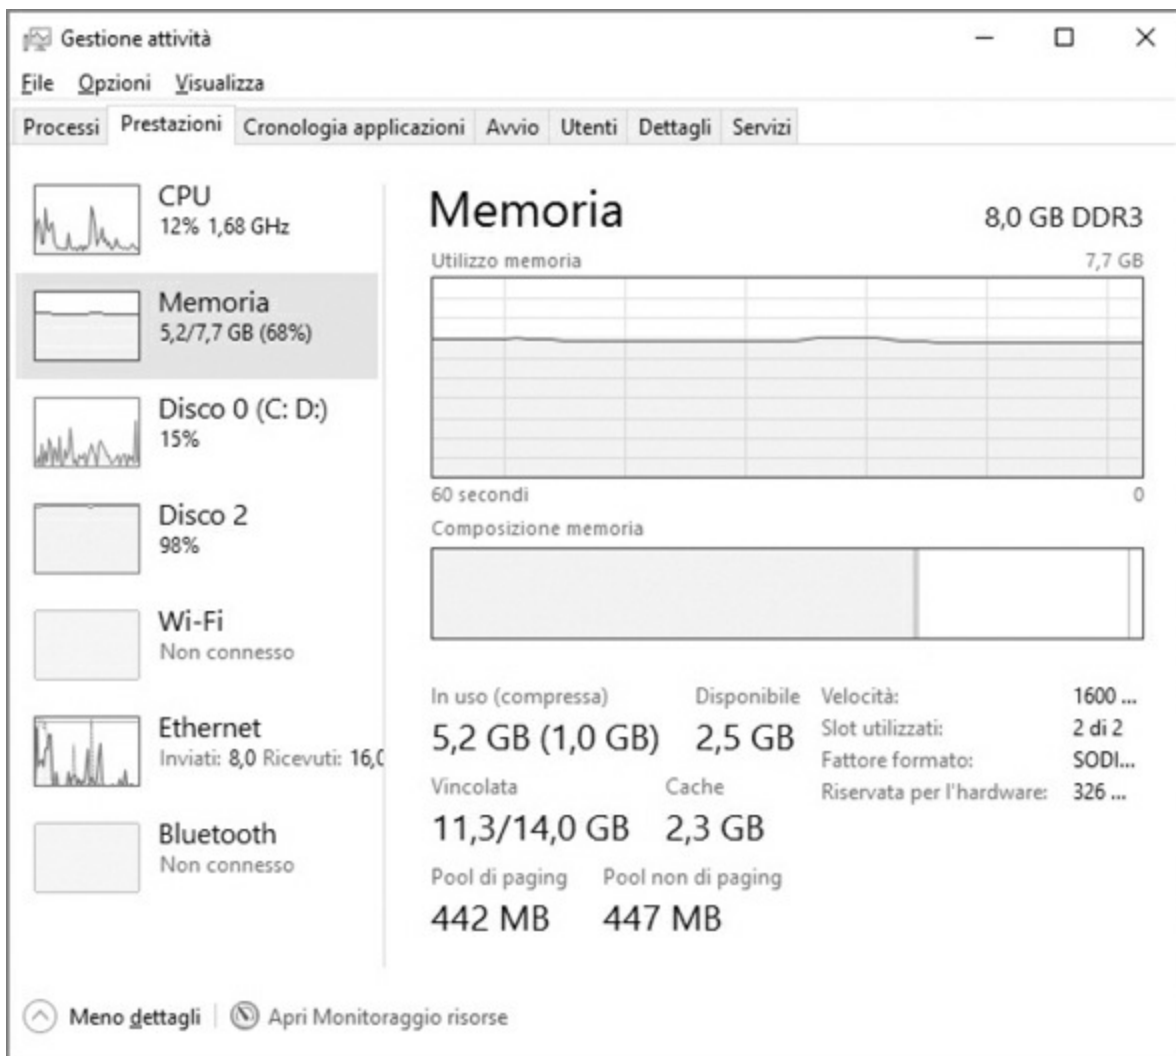 Gestione attività
File Opzioni Visualizza
Processi Prestazioni Cronologia applicazioni Avvio Utenti Dettagli Servizi
CPU
12% 1,68 GHz
Memoria
5,2/7,7 GB (68%)
Disco 0 (C: D:)
15%
Disco 2
98%
Wi-Fi
Non connesso
Ethernet
Inviati: 8,0 Ricevuti: 16,0
Bluetooth
Non connesso
Memoria 8,0 GB DDR3
Utilizzo memoria 7,7 GB
60 secondi 0
Composizione memoria
In uso (compressa) Disponibile
5,2 GB (1,0 GB) 2,5 GB
Vincolata Cache
11,3/14,0 GB 2,3 GB
Pool di paging Pool non di paging
442 MB 447 MB
Velocità: 1600 ...
Slot utilizzati: 2 di 2
Fattore formato: SODI...
Riservata per l'hardware: 326 ...
Meno dettagli Apri Monitoraggio risorse